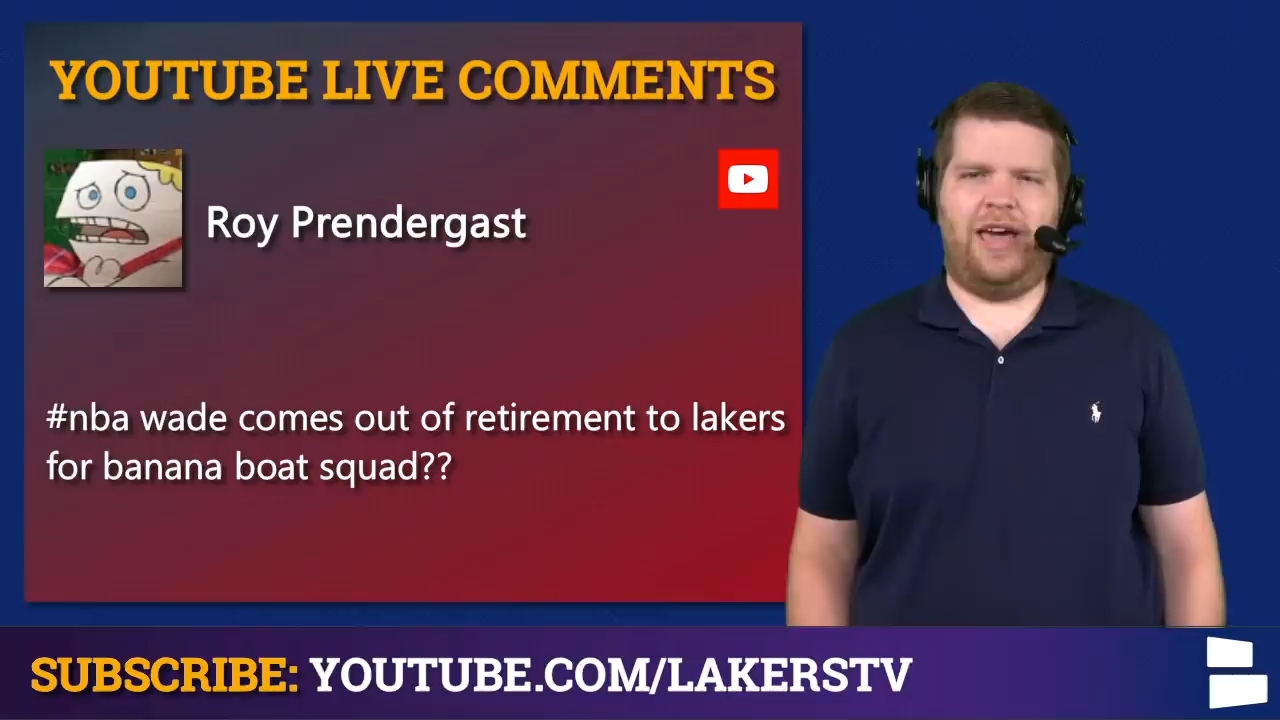 YOUTUBE LIVE COMMENTS
Roy Prendergast
#nba wade comes out of retirement to lakers
for banana boat squad??
SUBSCRIBE: YOUTUBE.COM/LAKERSTV